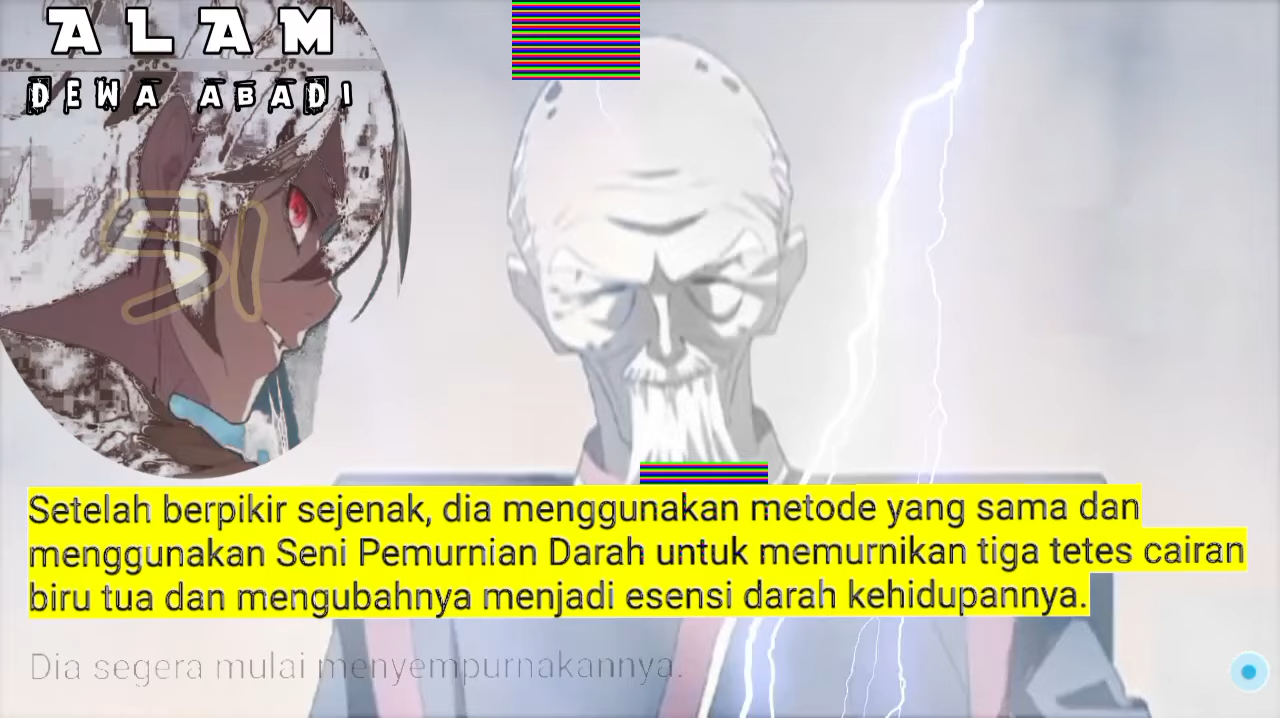 ALAM
DEWA ABADI
51
Setelah berpikir sejenak, dia menggunakan metode yang sama dan
menggunakan Seni Pemurnian Darah untuk memurnikan tiga tetes cairan
biru tua dan mengubahnya menjadi esensi darah kehidupannya.
Dia segera mulai menyempurnakannya.